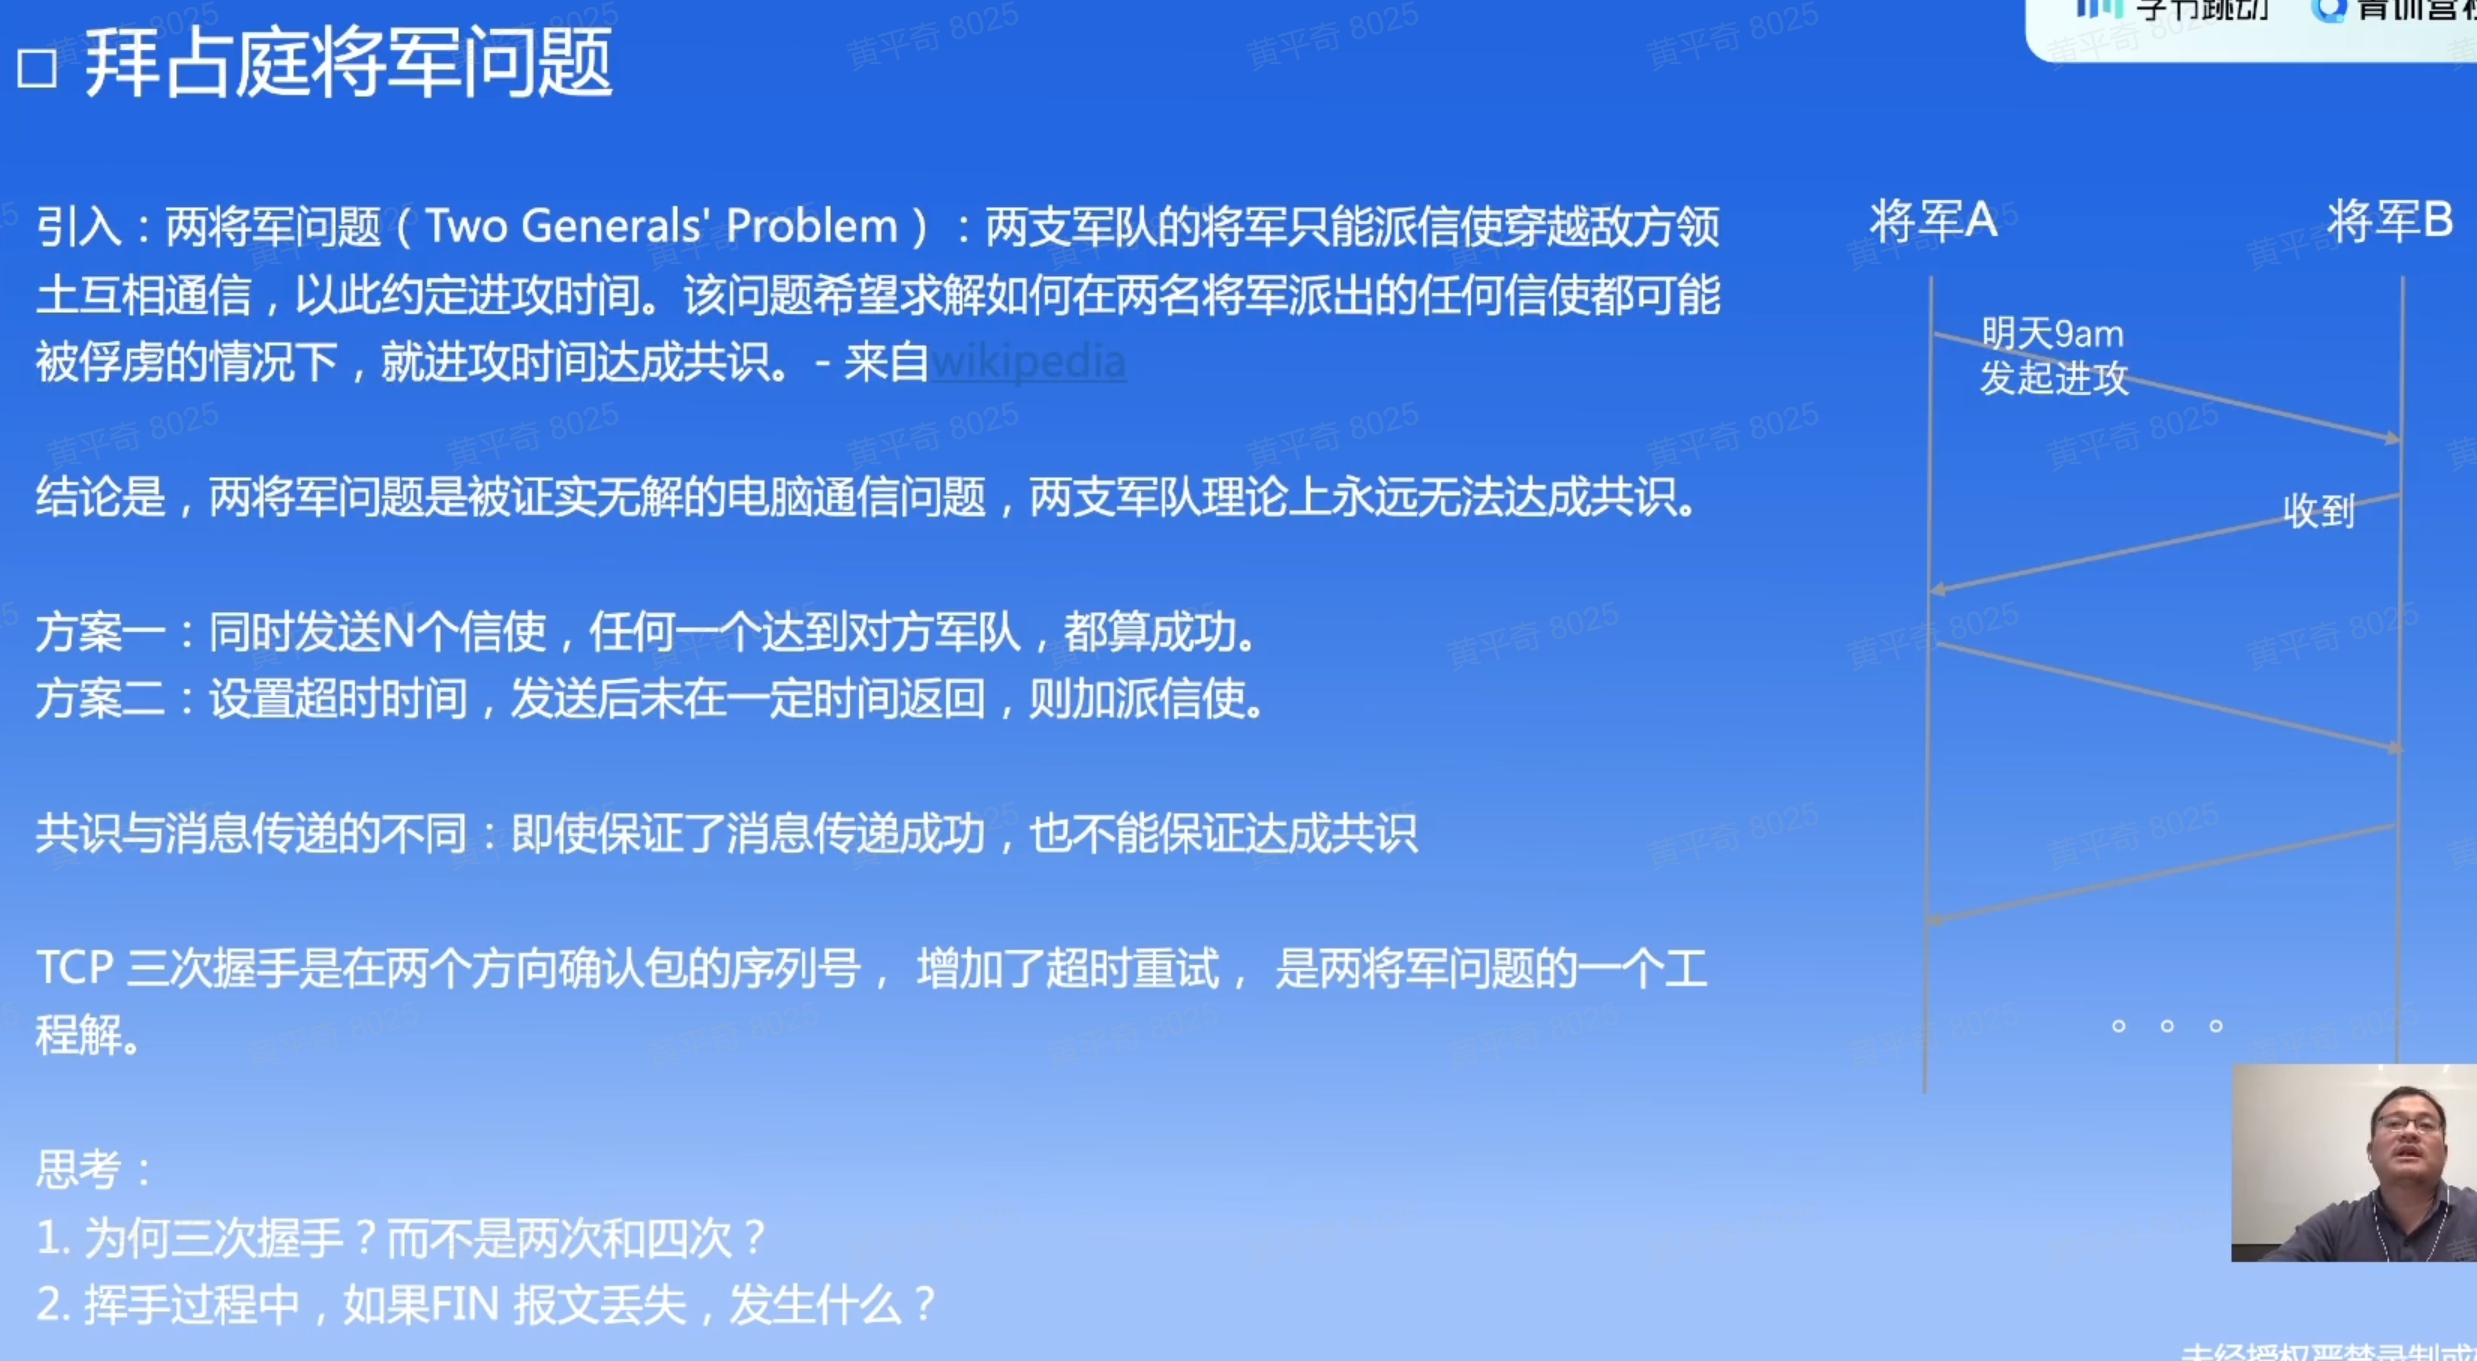 字节跳动 青训营
拜占庭将军问题
引入：两将军问题（Two Generals' Problem）：两支军队的将军只能派信使穿越敌方领
土互相通信，以此约定进攻时间。该问题希望求解如何在两名将军派出的任何信使都可能
被俘虏的情况下，就进攻时间达成共识。- 来自wikipedia
结论是，两将军问题是被证实无解的电脑通信问题，两支军队理论上永远无法达成共识。
方案一：同时发送N个信使，任何一个达到对方军队，都算成功。
方案二：设置超时时间，发送后未在一定时间返回，则加派信使。
共识与消息传递的不同：即使保证了消息传递成功，也不能保证达成共识
TCP 三次握手是在两个方向确认包的序列号， 增加了超时重试， 是两将军问题的一个工
程解。
思考：
1. 为何三次握手？而不是两次和四次？
2. 挥手过程中，如果FIN 报文丢失，发生什么？
将军A
将军B
明天9am
发起进攻
收到
。。。
未经授权严禁录制或
黄平奇 8025